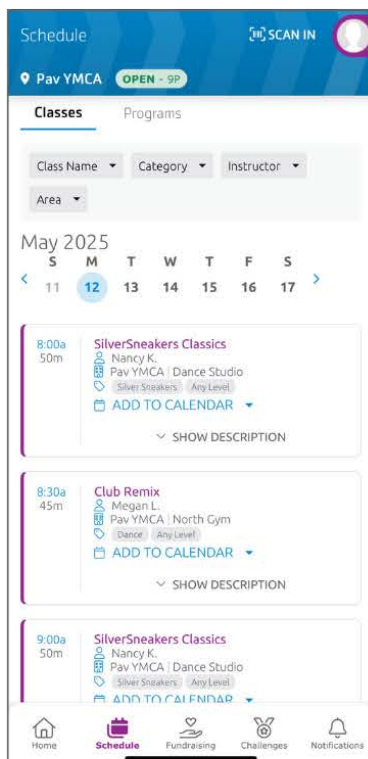 Schedule SCAN IN
Pav YMCA OPEN - 9P
Classes Programs
Class Name Category Instructor
Area
May 2025
S M T W T F S
11 12 13 14 15 16 17
8:00a SilverSneakers Classics
50m Nancy K.
Pav YMCA | Dance Studio
Silver Sneakers Any Level
ADD TO CALENDAR
SHOW DESCRIPTION
8:30a Club Remix
45m Megan L.
Pav YMCA | North Gym
Dance Any Level
ADD TO CALENDAR
SHOW DESCRIPTION
9:00a SilverSneakers Classics
50m Nancy K.
Pav YMCA | Dance Studio
Silver Sneakers Any Level
ADD TO CALENDAR
Home Schedule Fundraising Challenges Notifications